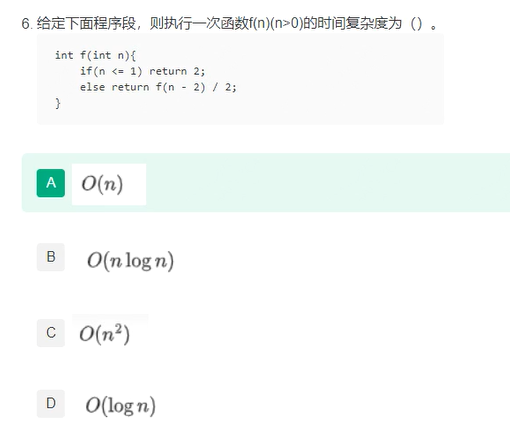 6. 给定下面程序段，则执行一次函数f(n)(n>0)的时间复杂度为（）。
int f(int n){
    if(n <= 1) return 2;
    else return f(n - 2) / 2;
}
A O(n)
B O(n log n)
C O(n²)
D O(log n)